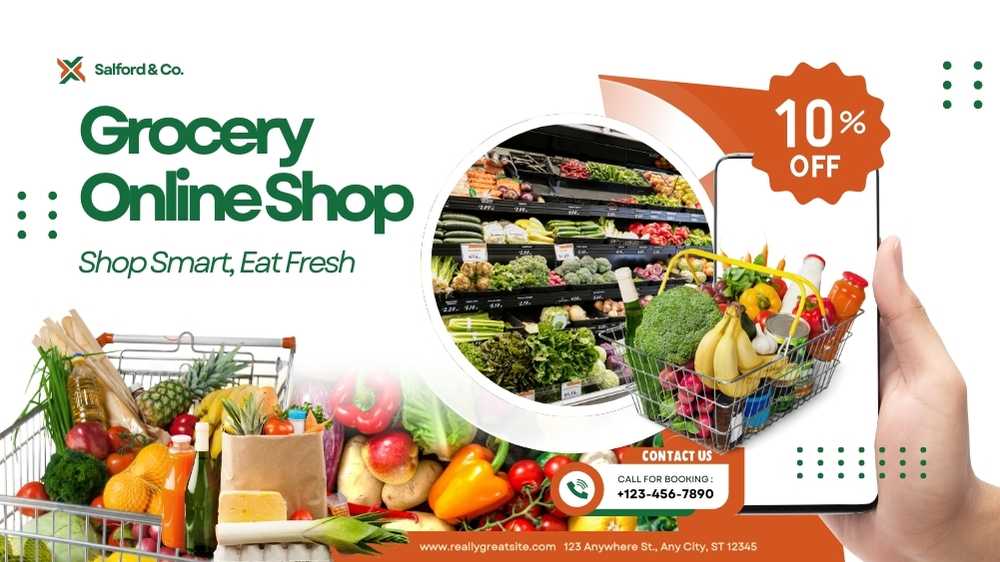 Salford & Co.
Grocery
Online Shop
Shop Smart, Eat Fresh
10%
OFF
CONTACT US
CALL FOR BOOKING :
+123-456-7890
www.reallygreatsite.com 123 Anywhere St., Any City, ST 12345